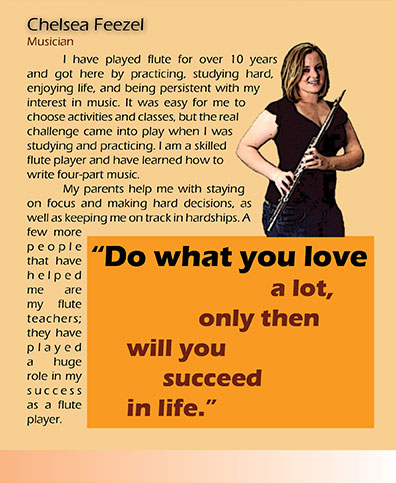 Chelsea Feezel
Musician
I have played flute for over 10 years
and got here by practicing, studying hard,
enjoying life, and being persistent with my
interest in music. It was easy for me to
choose activities and classes, but the real
challenge came into play when I was
studying and practicing. I am a skilled
flute player and have learned how to
write four-part music.
My parents help me with staying
on focus and making hard decisions, as
well as keeping me on track in hardships. A
few more
people
that have
helped
me are
my flute
teachers;
they have
played
a huge
role in my
success
as a flute
player.
“Do what you love
a lot,
only then
will you
succeed
in life.”